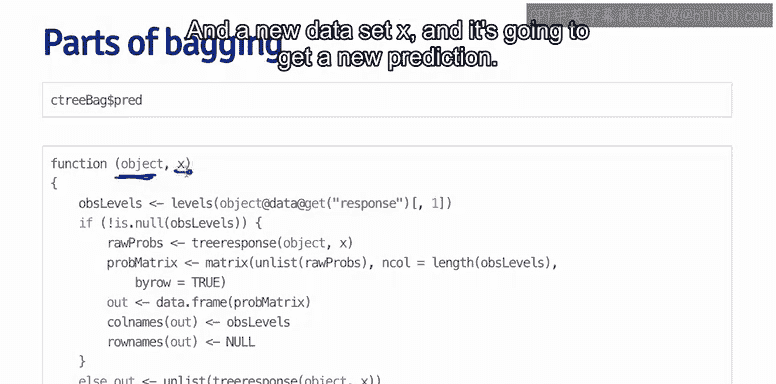 And a new data set x, and it's going to
get a new prediction.
Parts of bagging
ctreeBag$pred
function (object, x)
{
    obsLevels <- levels(object@data@get("response")[, 1])
    if (!is.null(obsLevels)) {
        rawProbs <- treeresponse(object, x)
        probMatrix <- matrix(unlist(rawProbs), ncol = length(obsLevels),
            byrow = TRUE)
        out <- data.frame(probMatrix)
        colnames(out) <- obsLevels
        rownames(out) <- NULL
    }
    else out <- unlist(treeresponse(object, x))